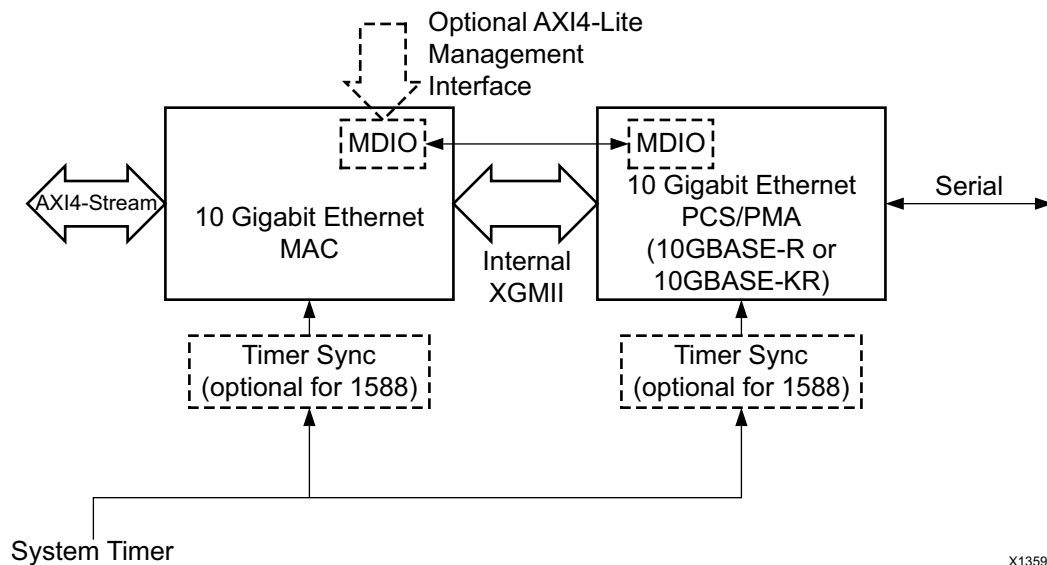 Optional AXI4-Lite
Management
Interface
MDIO
MDIO
AXI4-Stream
10 Gigabit Ethernet
MAC
Internal
XGMII
10 Gigabit Ethernet
PCS/PMA
(10GBASE-R or
10GBASE-KR)
Serial
Timer Sync
(optional for 1588)
Timer Sync
(optional for 1588)
System Timer
X1359